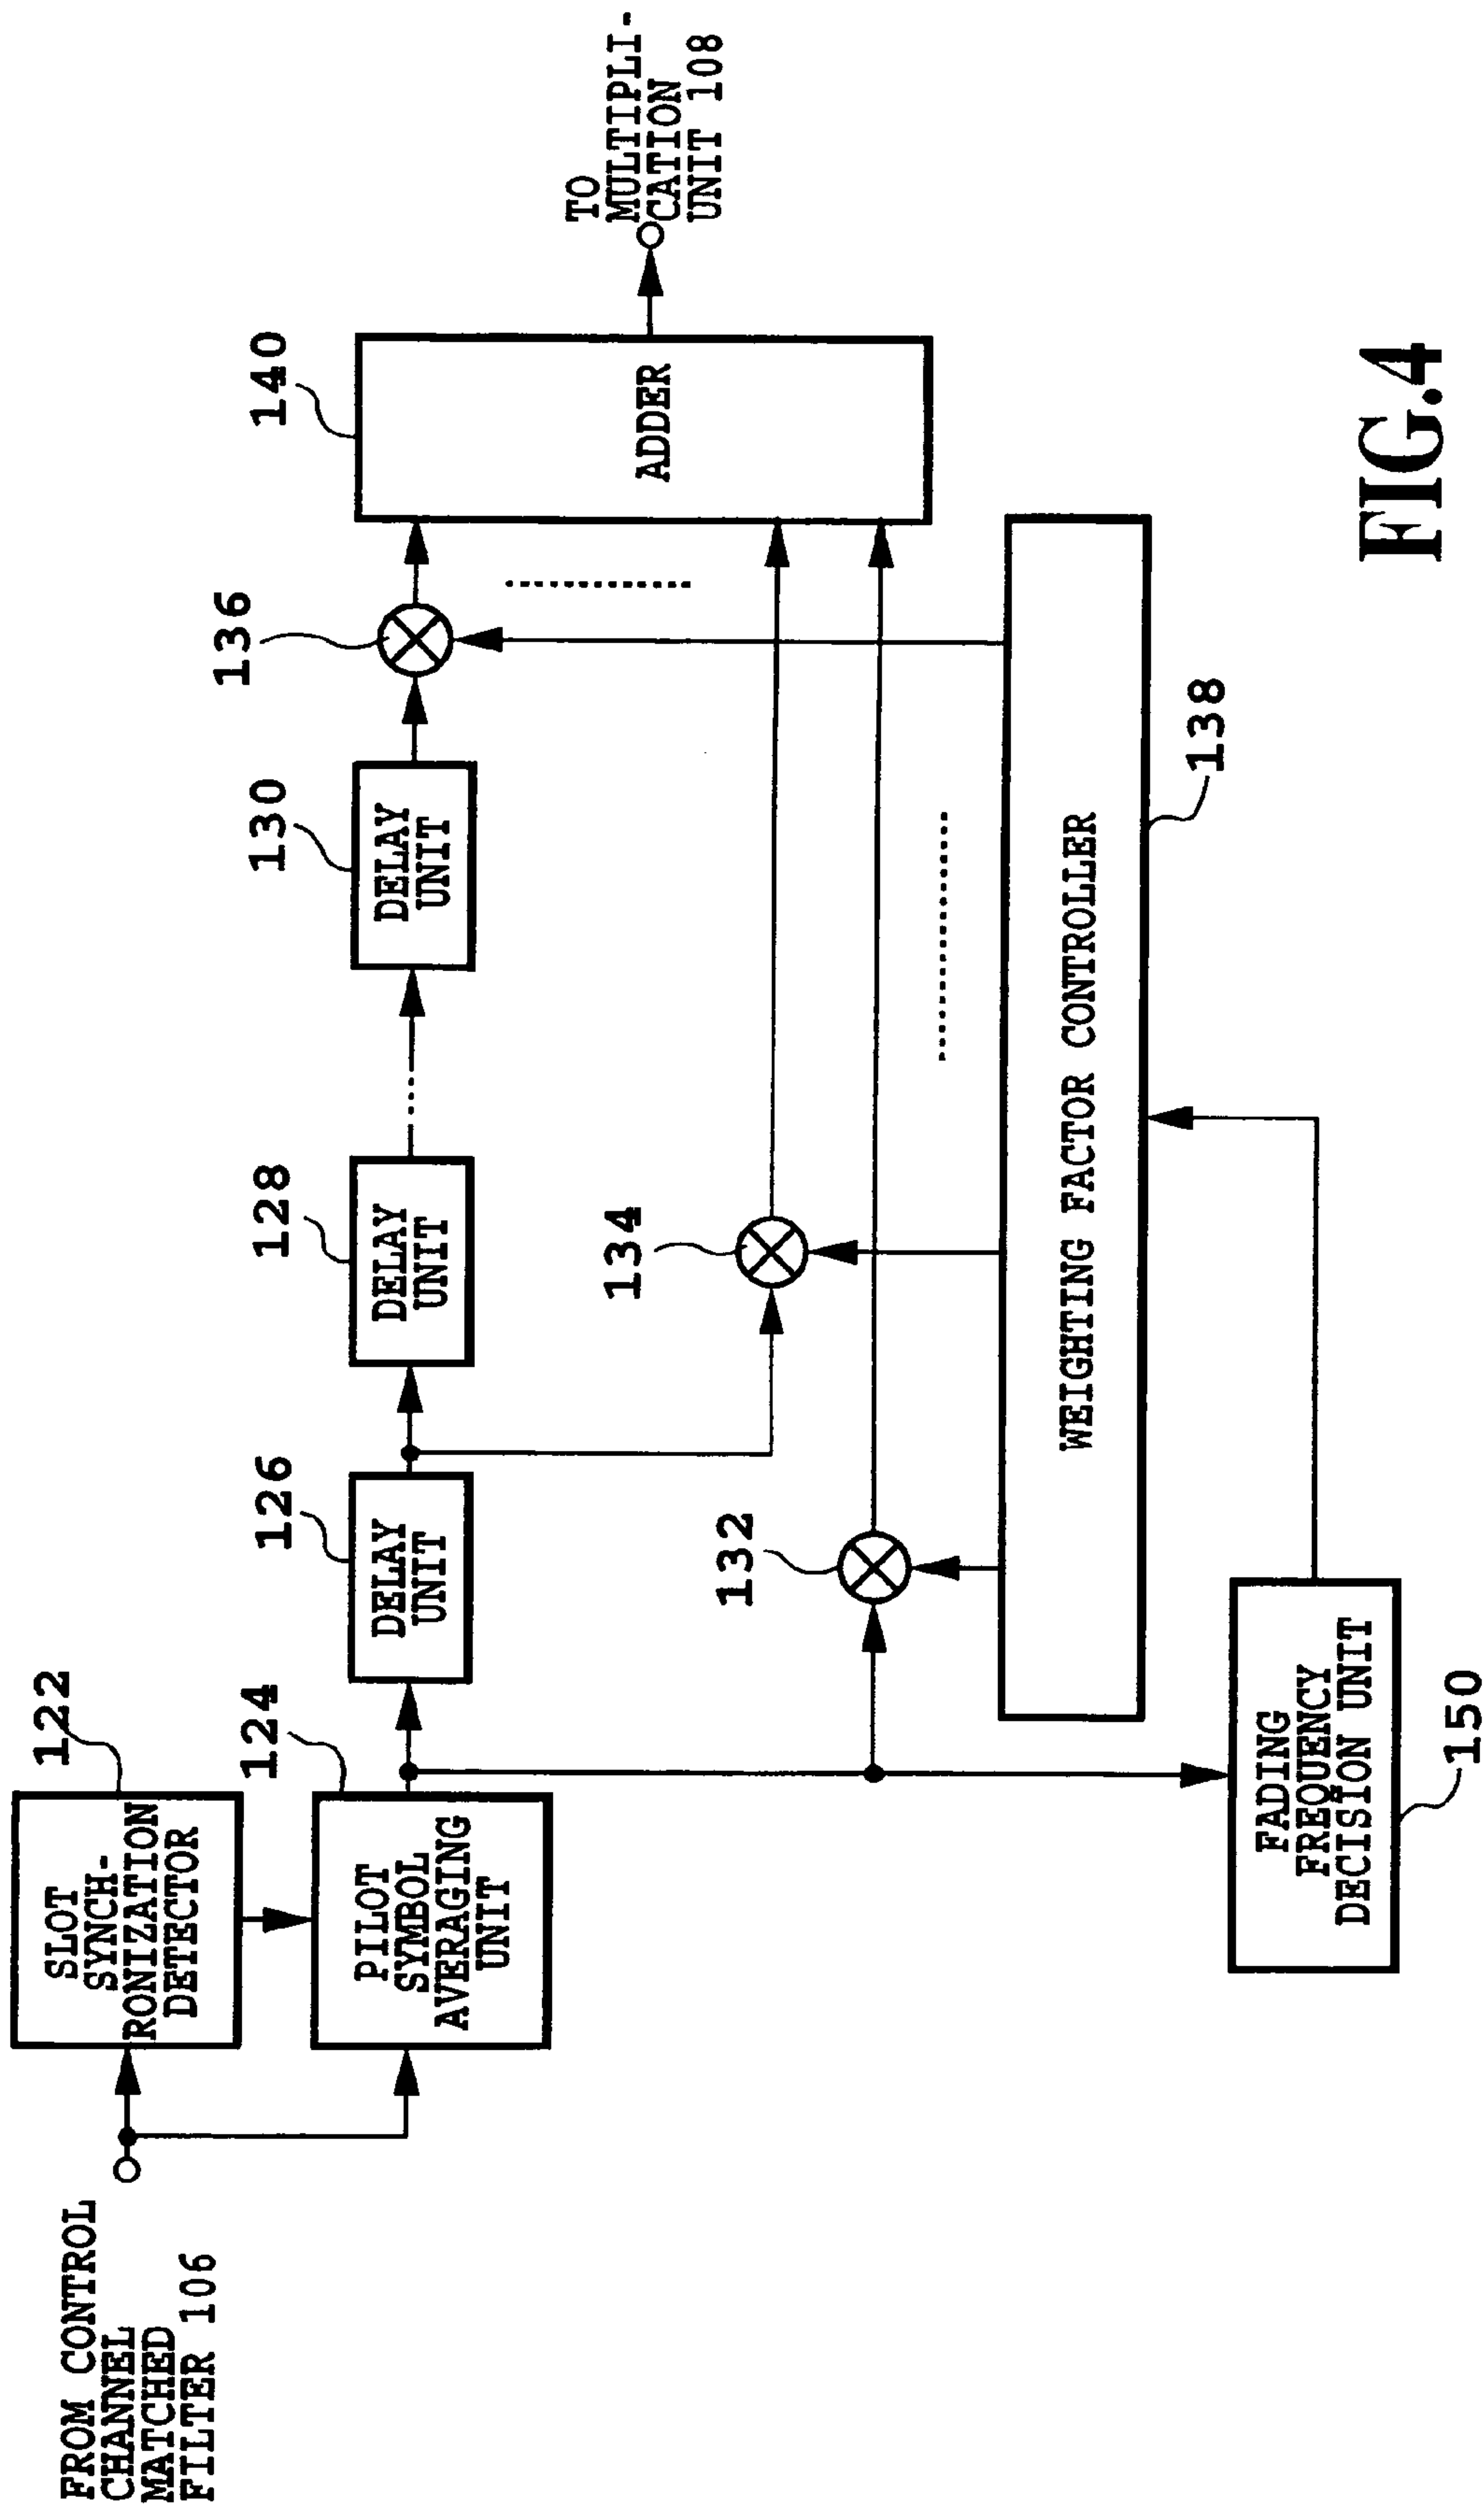 FROM CONTROL
CHANNEL
MATCHED
FILTER 106
122
SLOT
SYNCH-
RONIZATION
DETECTOR
124
PILOT
SYMBOL
AVERAGING
UNIT
126
DELAY
UNIT
128
DELAY
UNIT
130
DELAY
UNIT
132
134
136
140
ADDER
TO
MULTIPLI-
CATION
UNIT 108
WEIGHTING FACTOR CONTROLLER
138
FADING
FREQUENCY
DECISION UNIT
150
FIG.4